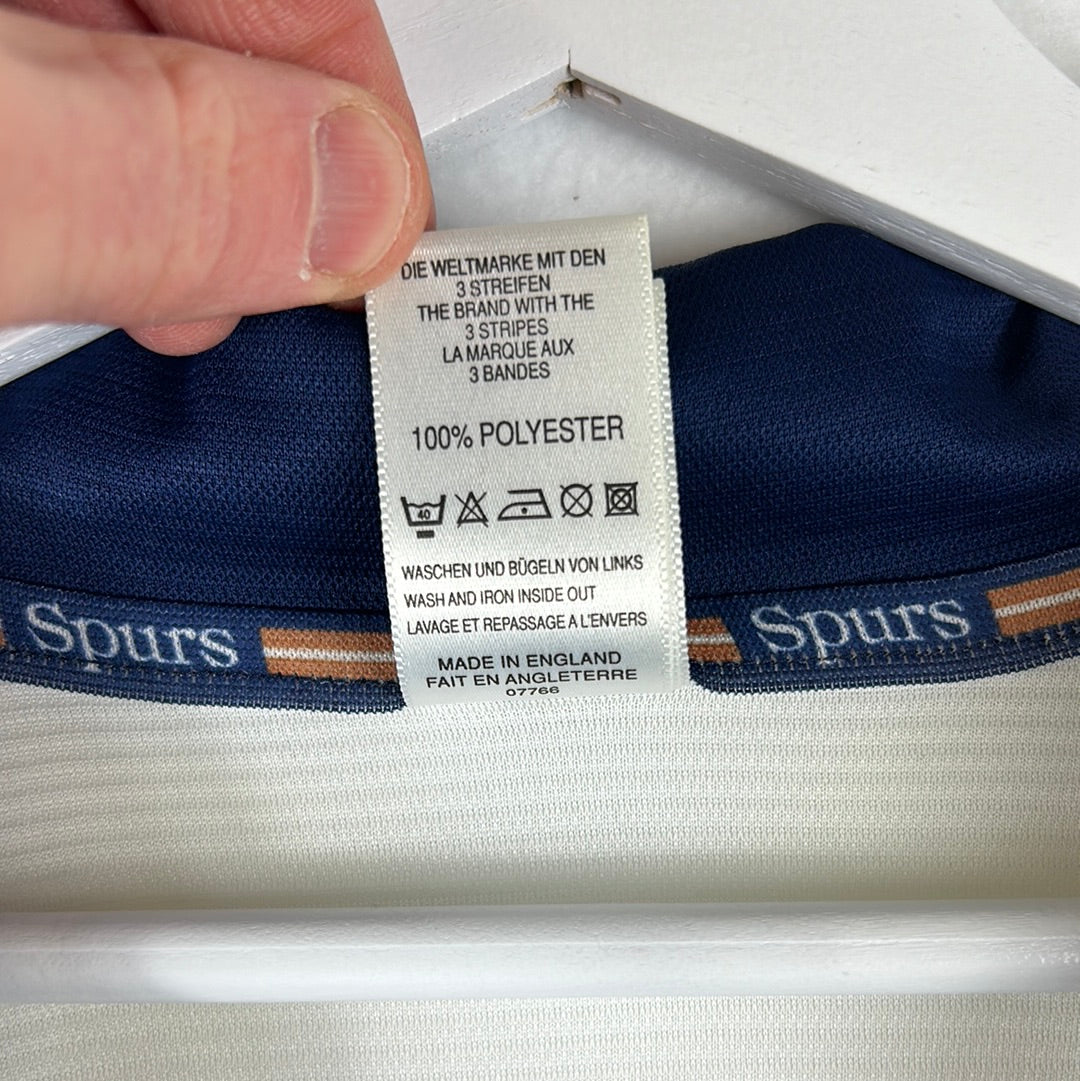 DIE WELTMARKE MIT DEN
3 STREIFEN
THE BRAND WITH THE
3 STRIPES
LA MARQUE AUX
3 BANDES
100% POLYESTER
40
WASCHEN UND BÜGELN VON LINKS
WASH AND IRON INSIDE OUT
LAVAGE ET REPASSAGE A L'ENVERS
MADE IN ENGLAND
FAIT EN ANGLETERRE
07766
Spurs
Spurs